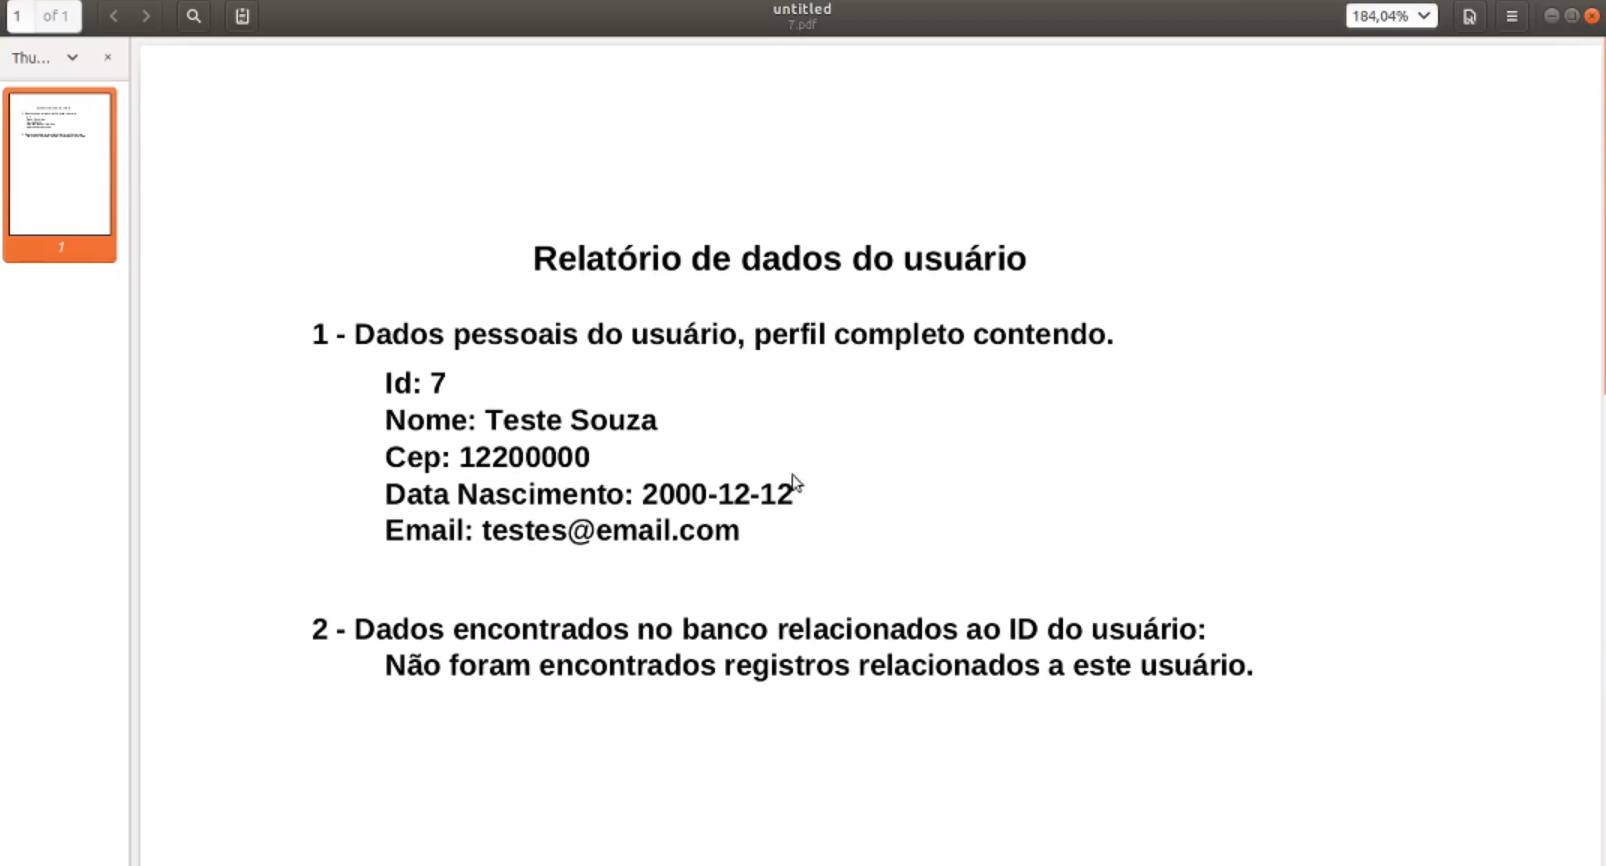 1 of 1
untitled
7.pdf
184,04%
Thu...
1
Relatório de dados do usuário
1 - Dados pessoais do usuário, perfil completo contendo.
Id: 7
Nome: Teste Souza
Cep: 12200000
Data Nascimento: 2000-12-12
Email: testes@email.com
2 - Dados encontrados no banco relacionados ao ID do usuário:
Não foram encontrados registros relacionados a este usuário.